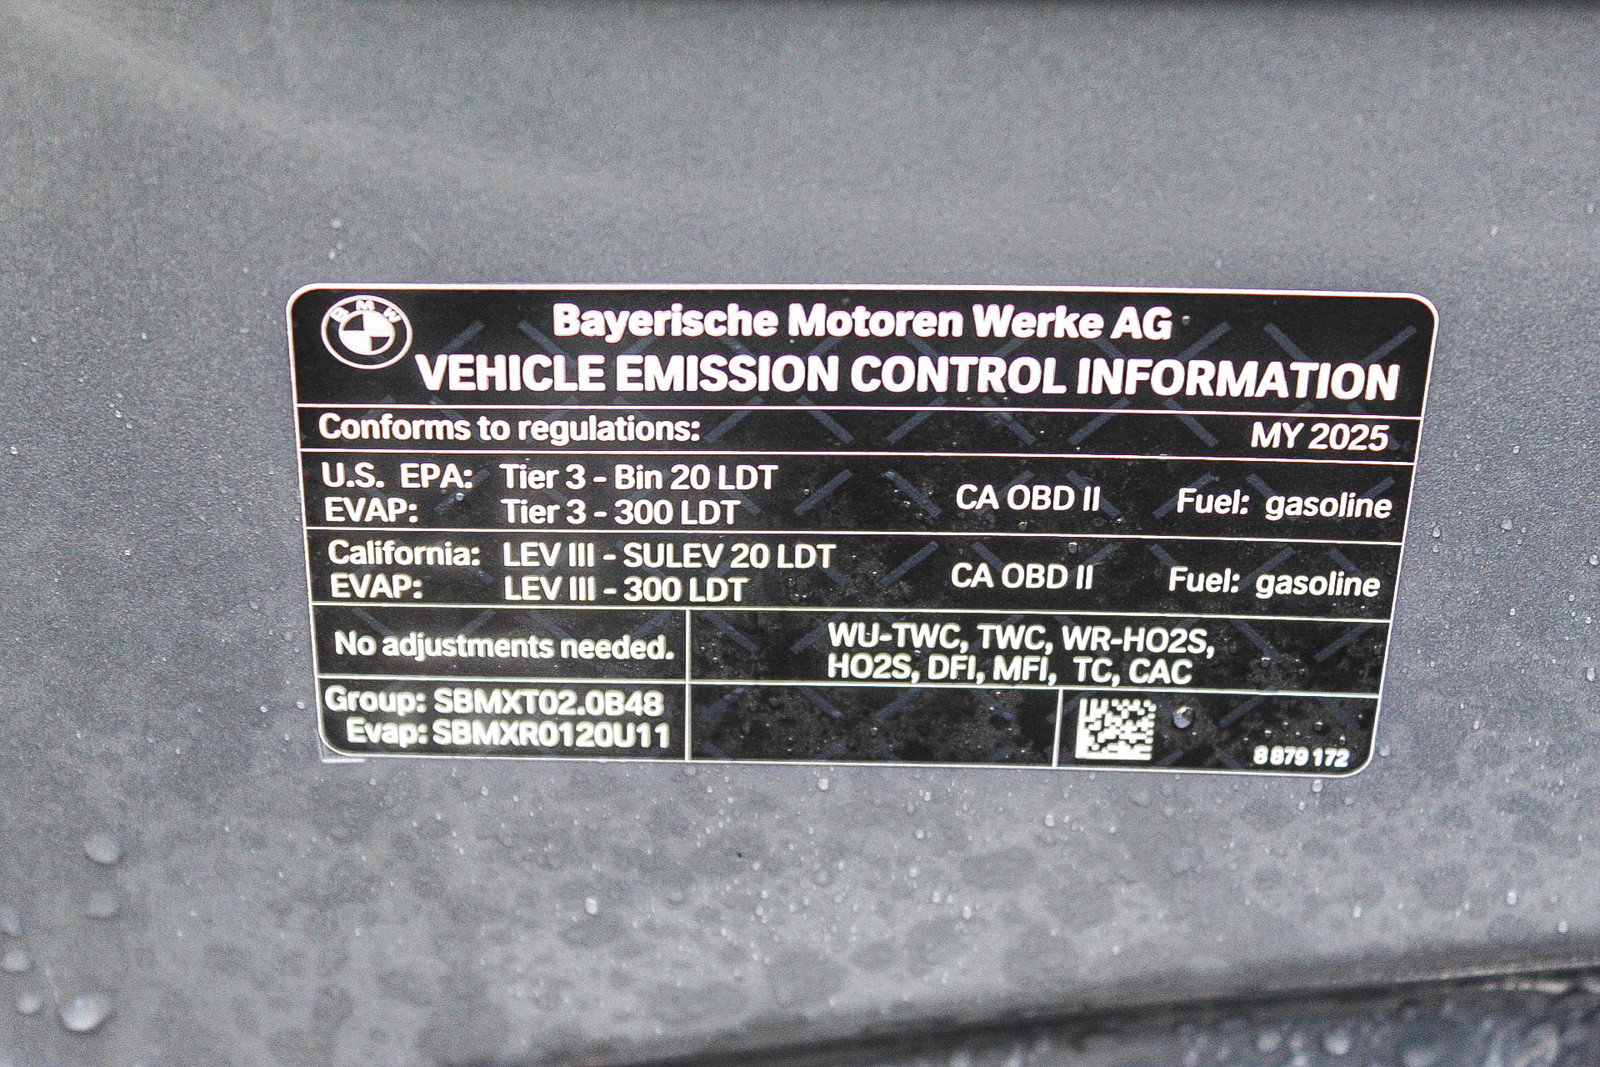 BMW
Bayerische Motoren Werke AG
VEHICLE EMISSION CONTROL INFORMATION
Conforms to regulations: MY 2025
U.S. EPA: Tier 3 - Bin 20 LDT CA OBD II Fuel: gasoline
EVAP: Tier 3 - 300 LDT
California: LEV III - SULEV 20 LDT CA OBD II Fuel: gasoline
EVAP: LEV III - 300 LDT
No adjustments needed.
WU-TWC, TWC, WR-HO2S,
HO2S, DFI, MFI, TC, CAC
Group: SBMXT02.0B48
Evap: SBMXR0120U11
8 879 172